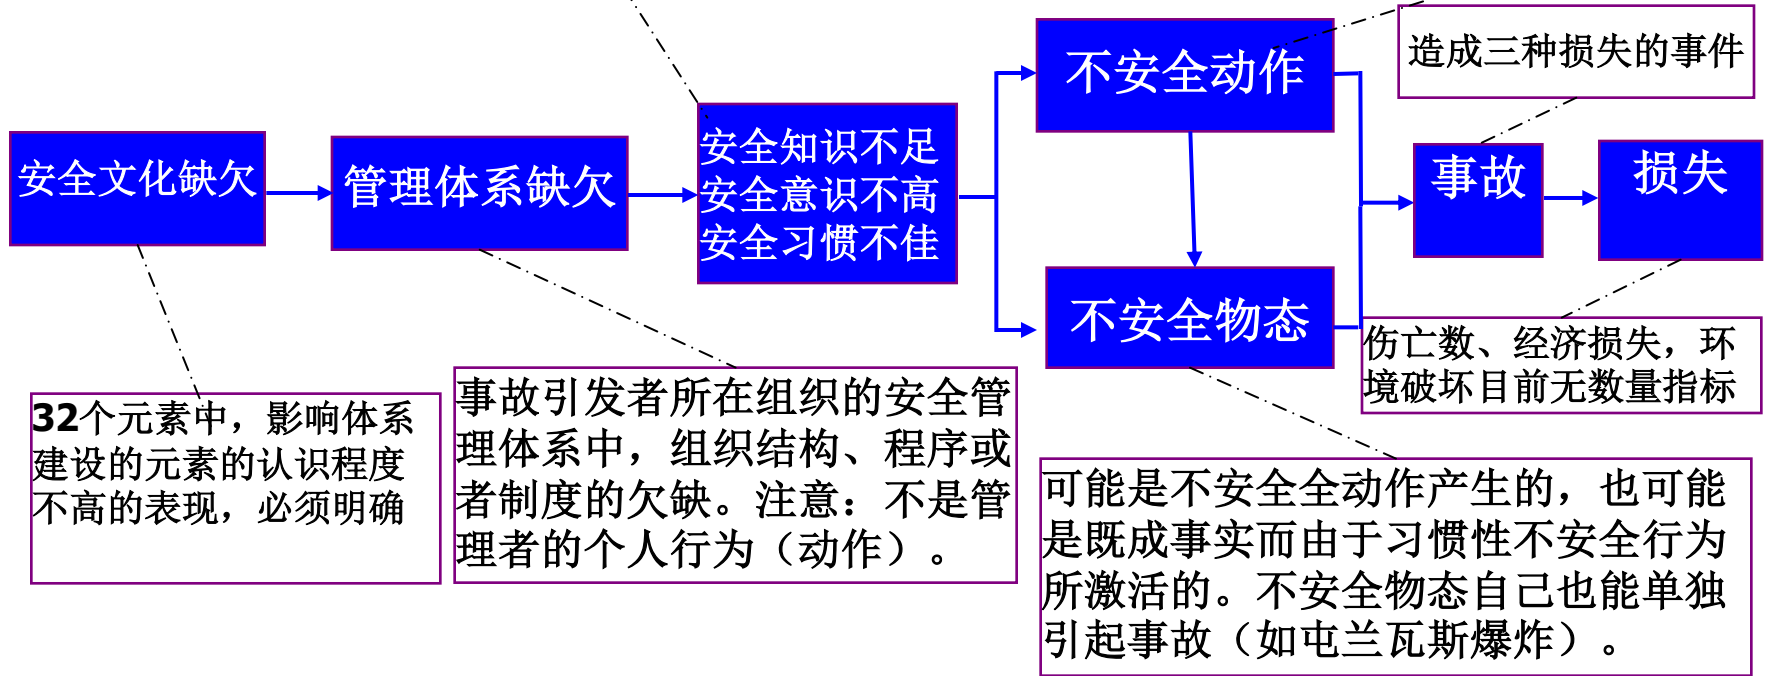 安全文化缺欠
管理体系缺欠
安全知识不足
安全意识不高
安全习惯不佳
不安全动作
不安全物态
事故
损失
造成三种损失的事件
伤亡数、经济损失，环
境破坏目前无数量指标
32个元素中，影响体系
建设的元素的认识程度
不高的表现，必须明确
事故引发者所在组织的安全管
理体系中，组织结构、程序或
者制度的欠缺。注意：不是管
理者的个人行为（动作）。
可能是不安全全动作产生的，也可能
是既成事实而由于习惯性不安全行为
所激活的。不安全物态自己也能单独
引起事故（如屯兰瓦斯爆炸）。